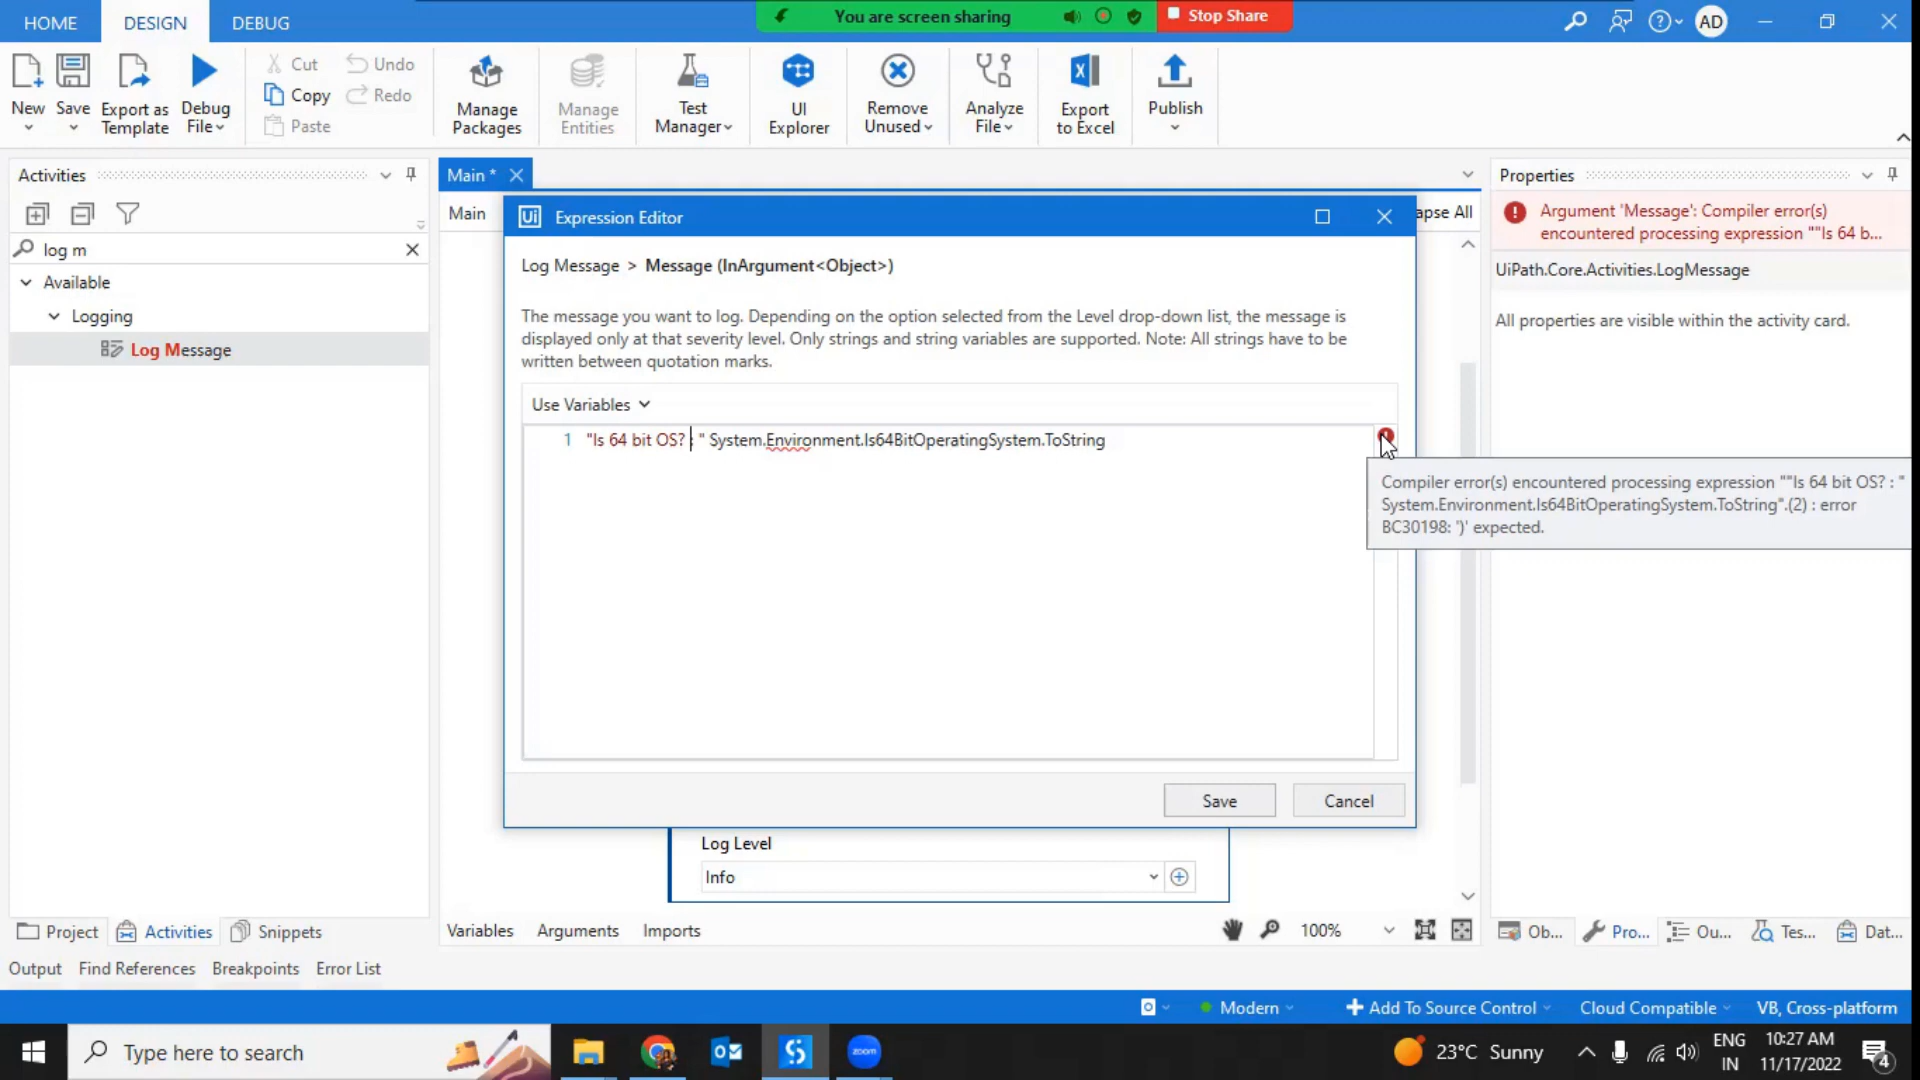 HOME DESIGN DEBUG
You are screen sharing
Stop Share
AD
New
Save
Export as
Template
Debug
File
Cut
Copy
Paste
Undo
Redo
Manage
Packages
Manage
Entities
Test
Manager
UI
Explorer
Remove
Unused
Analyze
File
Export
to Excel
Publish
Activities
log m
Available
Logging
Log Message
Main *
Main
apse All
Ui Expression Editor
Log Message > Message (InArgument<Object>)
The message you want to log. Depending on the option selected from the Level drop-down list, the message is
displayed only at that severity level. Only strings and string variables are supported. Note: All strings have to be
written between quotation marks.
Use Variables
1 "Is 64 bit OS? : " System.Environment.Is64BitOperatingSystem.ToString
Compiler error(s) encountered processing expression ""Is 64 bit OS? : "
System.Environment.Is64BitOperatingSystem.ToString".(2) : error
BC30198: ')' expected.
Save Cancel
Properties
Argument 'Message': Compiler error(s)
encountered processing expression ""Is 64 b...
UiPath.Core.Activities.LogMessage
All properties are visible within the activity card.
Log Level
Info
Project Activities Snippets
Variables Arguments Imports
100%
Ob... Pro... Ou... Tes... Dat...
Output Find References Breakpoints Error List
Modern Add To Source Control Cloud Compatible VB, Cross-platform
Type here to search
zoom
23°C Sunny
ENG
IN
10:27 AM
11/17/2022
4